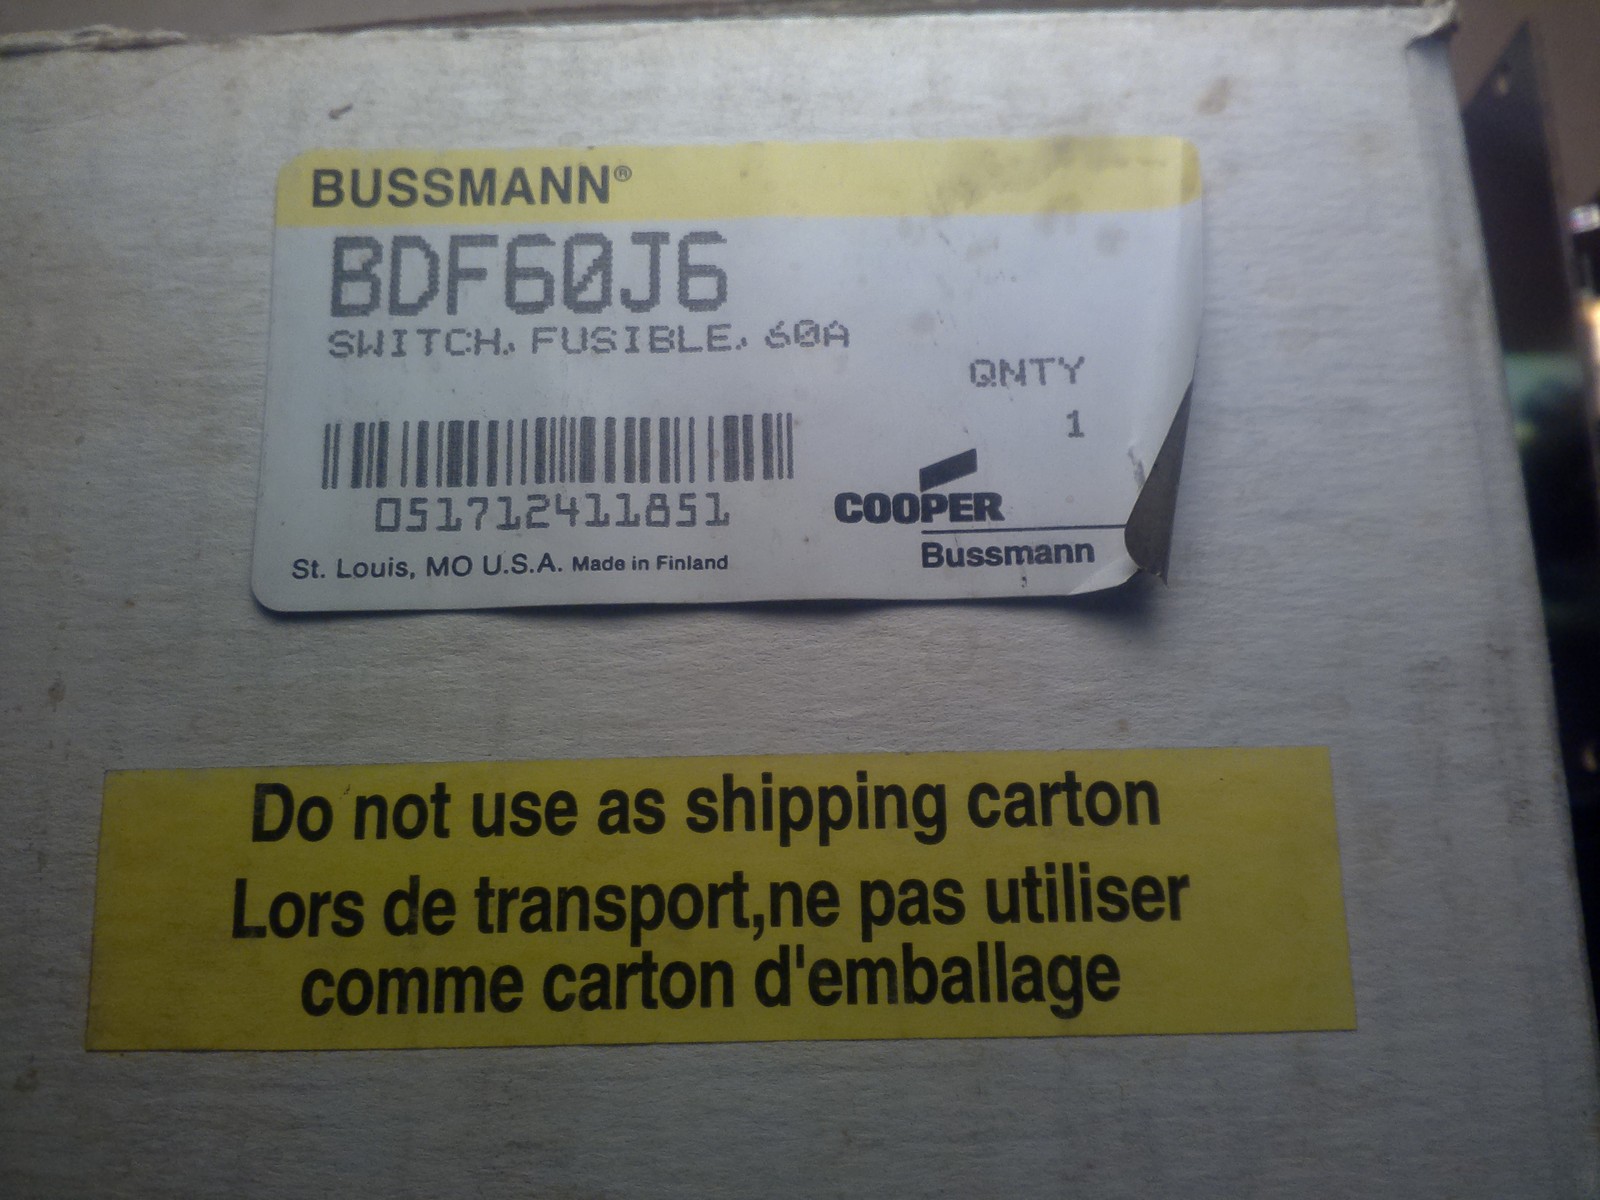 BUSSMANN®
BDF60J6
SWITCH, FUSIBLE, 60A
QNTY
1
051712411851
COOPER
Bussmann
St. Louis, MO U.S.A. Made in Finland
Do not use as shipping carton
Lors de transport,ne pas utiliser
comme carton d'emballage